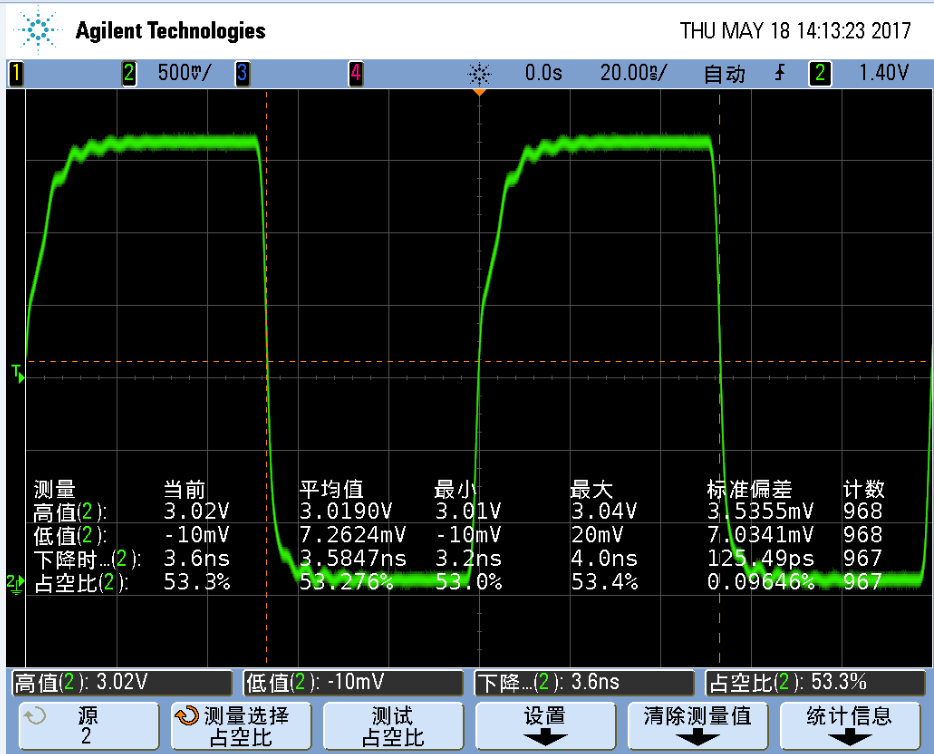 Agilent Technologies THU MAY 18 14:13:23 2017
1 2 500mV/ 3 4 0.0s 20.00ns/ 自动 2 1.40V
T
测量 当前 平均值 最小 最大 标准偏差 计数
高值(2): 3.02V 3.0190V 3.01V 3.04V 3.5355mV 968
低值(2): -10mV 7.2624mV -10mV 20mV 7.0341mV 968
下降时...(2): 3.6ns 3.5847ns 3.2ns 4.0ns 125.49ps 967
2 占空比(2): 53.3% 53.276% 53.0% 53.4% 0.09646% 967
高值(2): 3.02V 低值(2): -10mV 下降...(2): 3.6ns 占空比(2): 53.3%
源 测量选择 测试 设置 清除测量值 统计信息
2 占空比 占空比